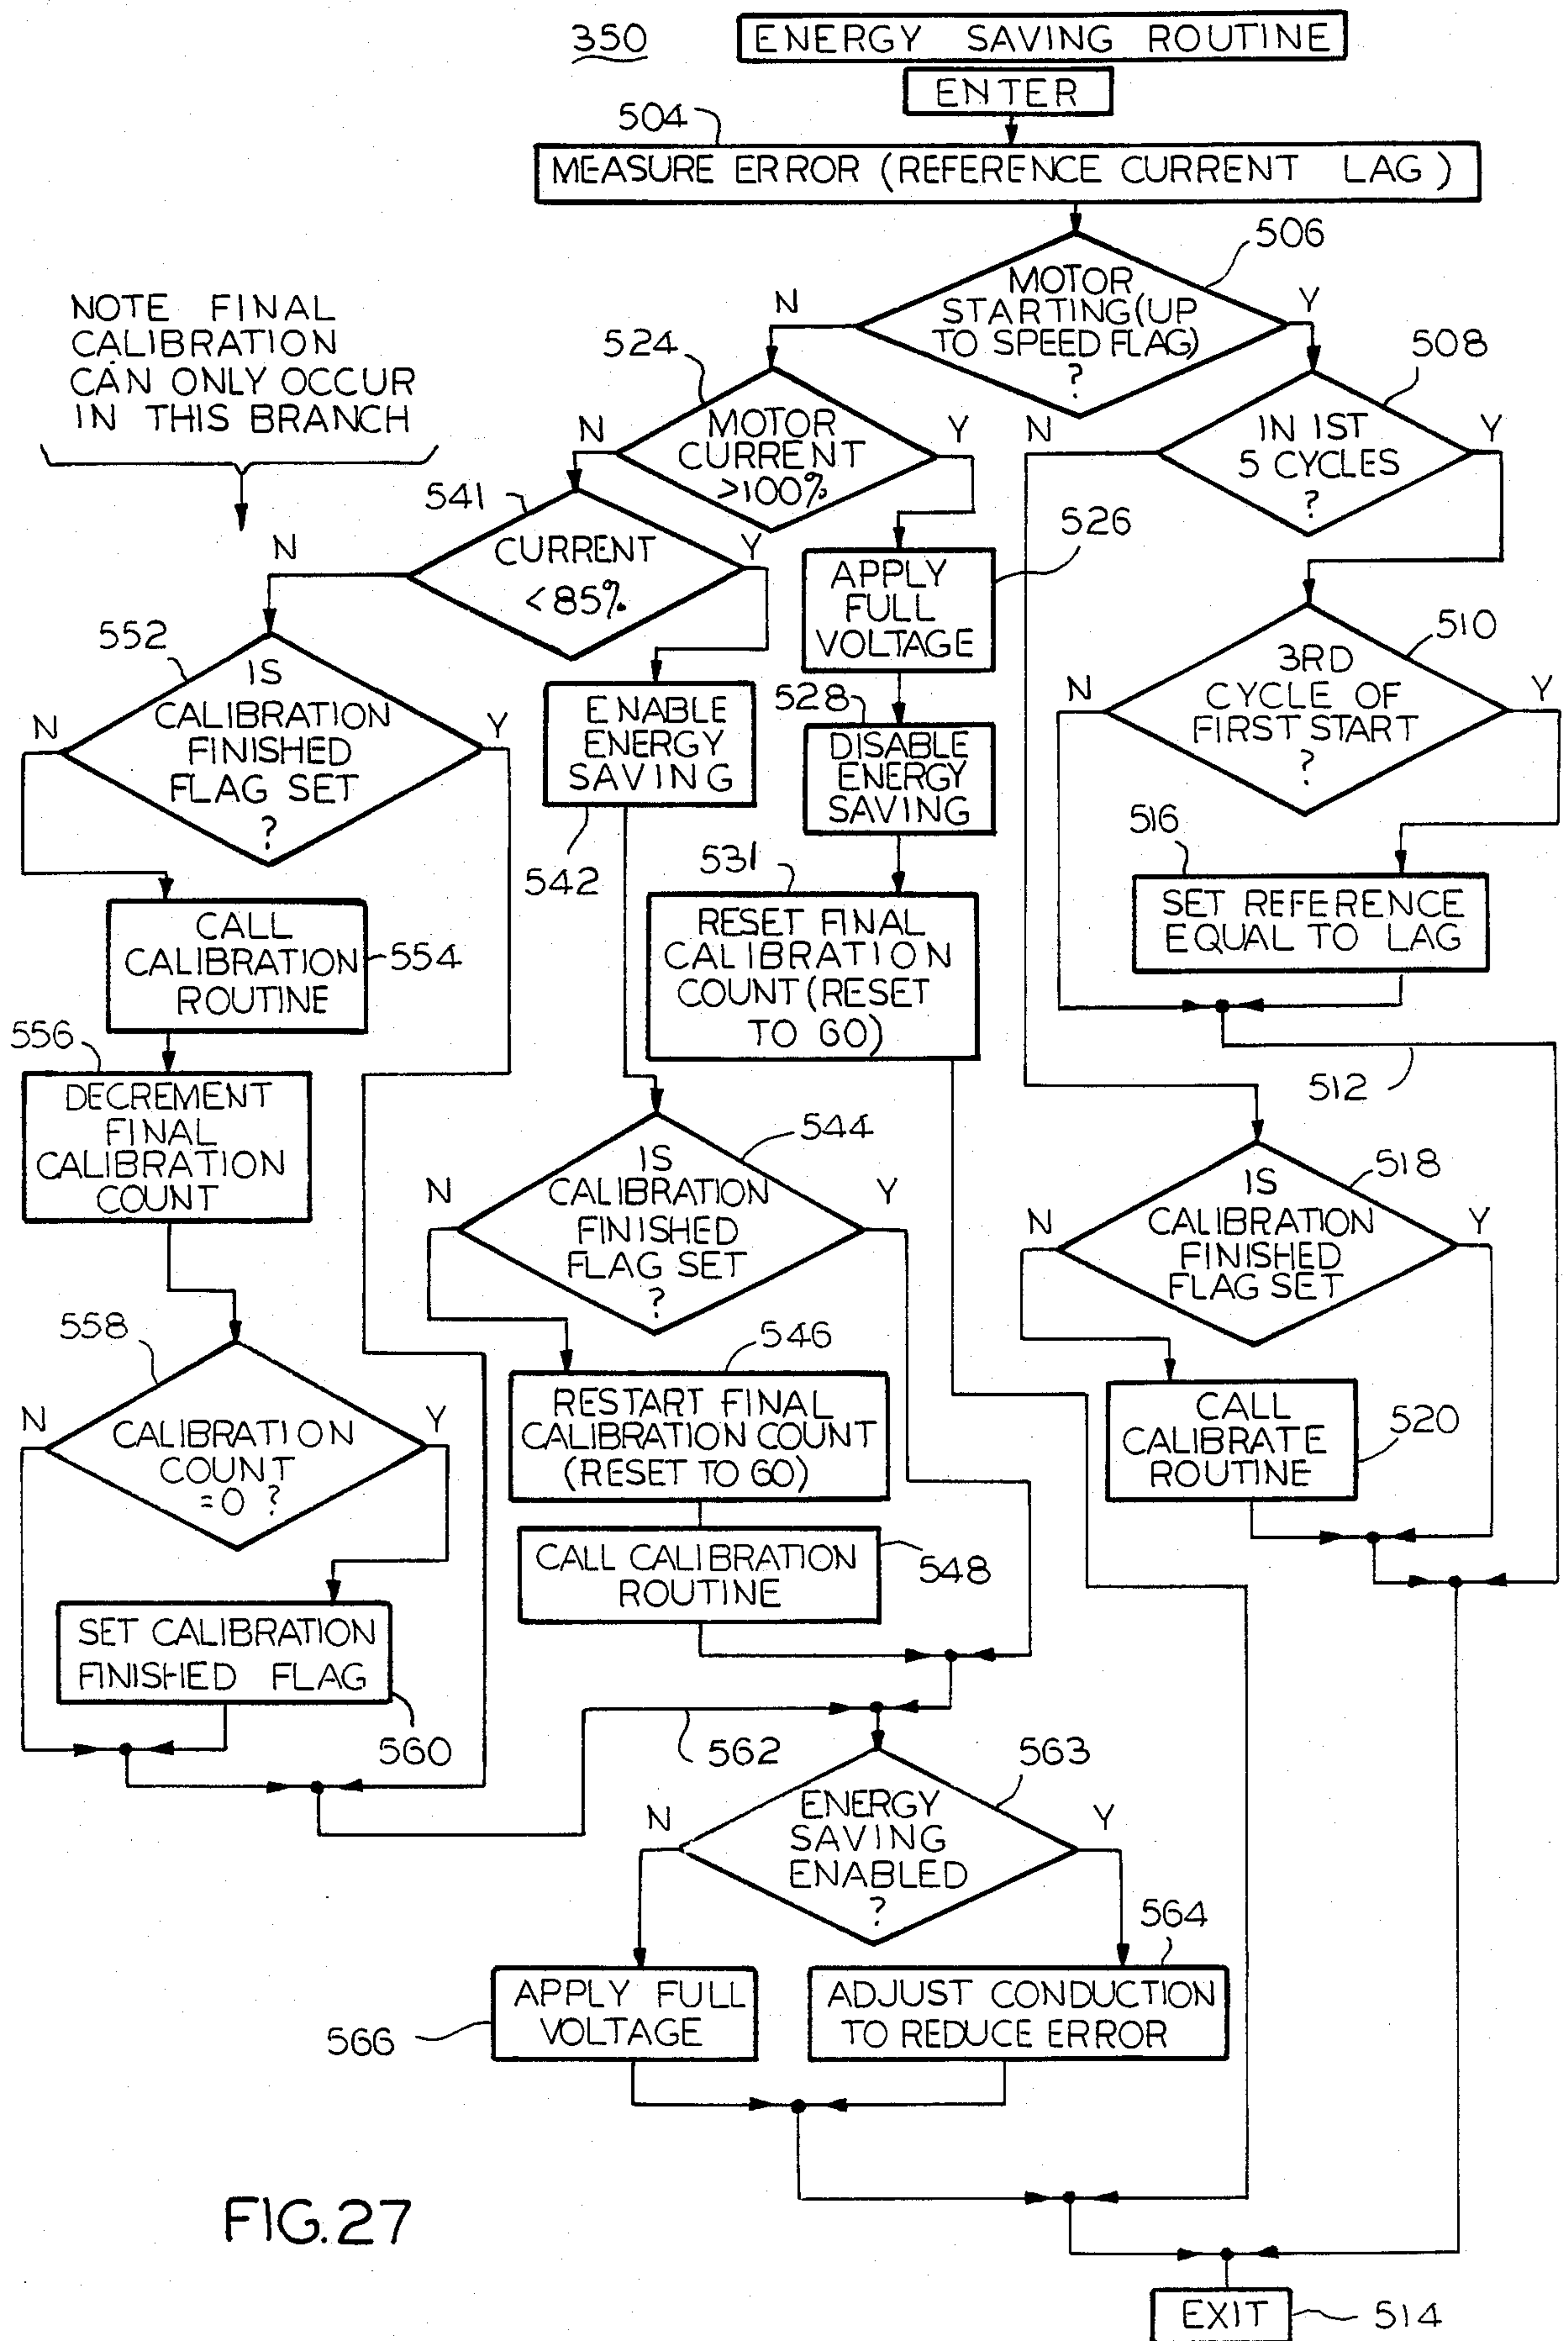 350
ENERGY SAVING ROUTINE
ENTER
504
MEASURE ERROR (REFERENCE CURRENT LAG)
506
MOTOR
STARTING (UP
TO SPEED FLAG)
?
N
Y
NOTE FINAL
CALIBRATION
CAN ONLY OCCUR
IN THIS BRANCH
524
MOTOR
CURRENT
>100%
N
Y
508
IN 1ST
5 CYCLES
?
N
Y
541
CURRENT
<85%
N
Y
526
APPLY
FULL
VOLTAGE
510
3RD
CYCLE OF
FIRST START
?
N
Y
552
IS
CALIBRATION
FINISHED
FLAG SET
?
N
Y
ENABLE
ENERGY
SAVING
542
528
DISABLE
ENERGY
SAVING
516
SET REFERENCE
EQUAL TO LAG
531
RESET FINAL
CALIBRATION
COUNT (RESET
TO 60)
CALL
CALIBRATION
ROUTINE
554
512
556
DECREMENT
FINAL
CALIBRATION
COUNT
544
IS
CALIBRATION
FINISHED
FLAG SET
?
N
Y
518
IS
CALIBRATION
FINISHED
FLAG SET
N
Y
558
CALIBRATION
COUNT
=0 ?
N
Y
546
RESTART FINAL
CALIBRATION COUNT
(RESET TO 60)
CALL
CALIBRATE
ROUTINE
520
CALL CALIBRATION
ROUTINE
548
SET CALIBRATION
FINISHED FLAG
560
562
563
ENERGY
SAVING
ENABLED
?
N
Y
564
APPLY FULL
VOLTAGE
566
ADJUST CONDUCTION
TO REDUCE ERROR
FIG.27
EXIT
514